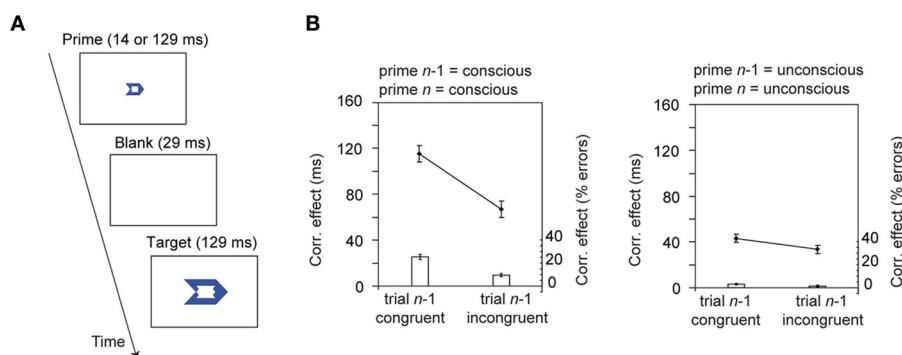 A
Prime (14 or 129 ms)
Blank (29 ms)
Target (129 ms)
Time
B
prime n-1 = conscious
prime n = conscious
160
120
80
40
0
Corr. effect (ms)
40
20
0
Corr. effect (% errors)
trial n-1
congruent
trial n-1
incongruent
prime n-1 = unconscious
prime n = unconscious
160
120
80
40
0
Corr. effect (ms)
40
20
0
Corr. effect (% errors)
trial n-1
congruent
trial n-1
incongruent